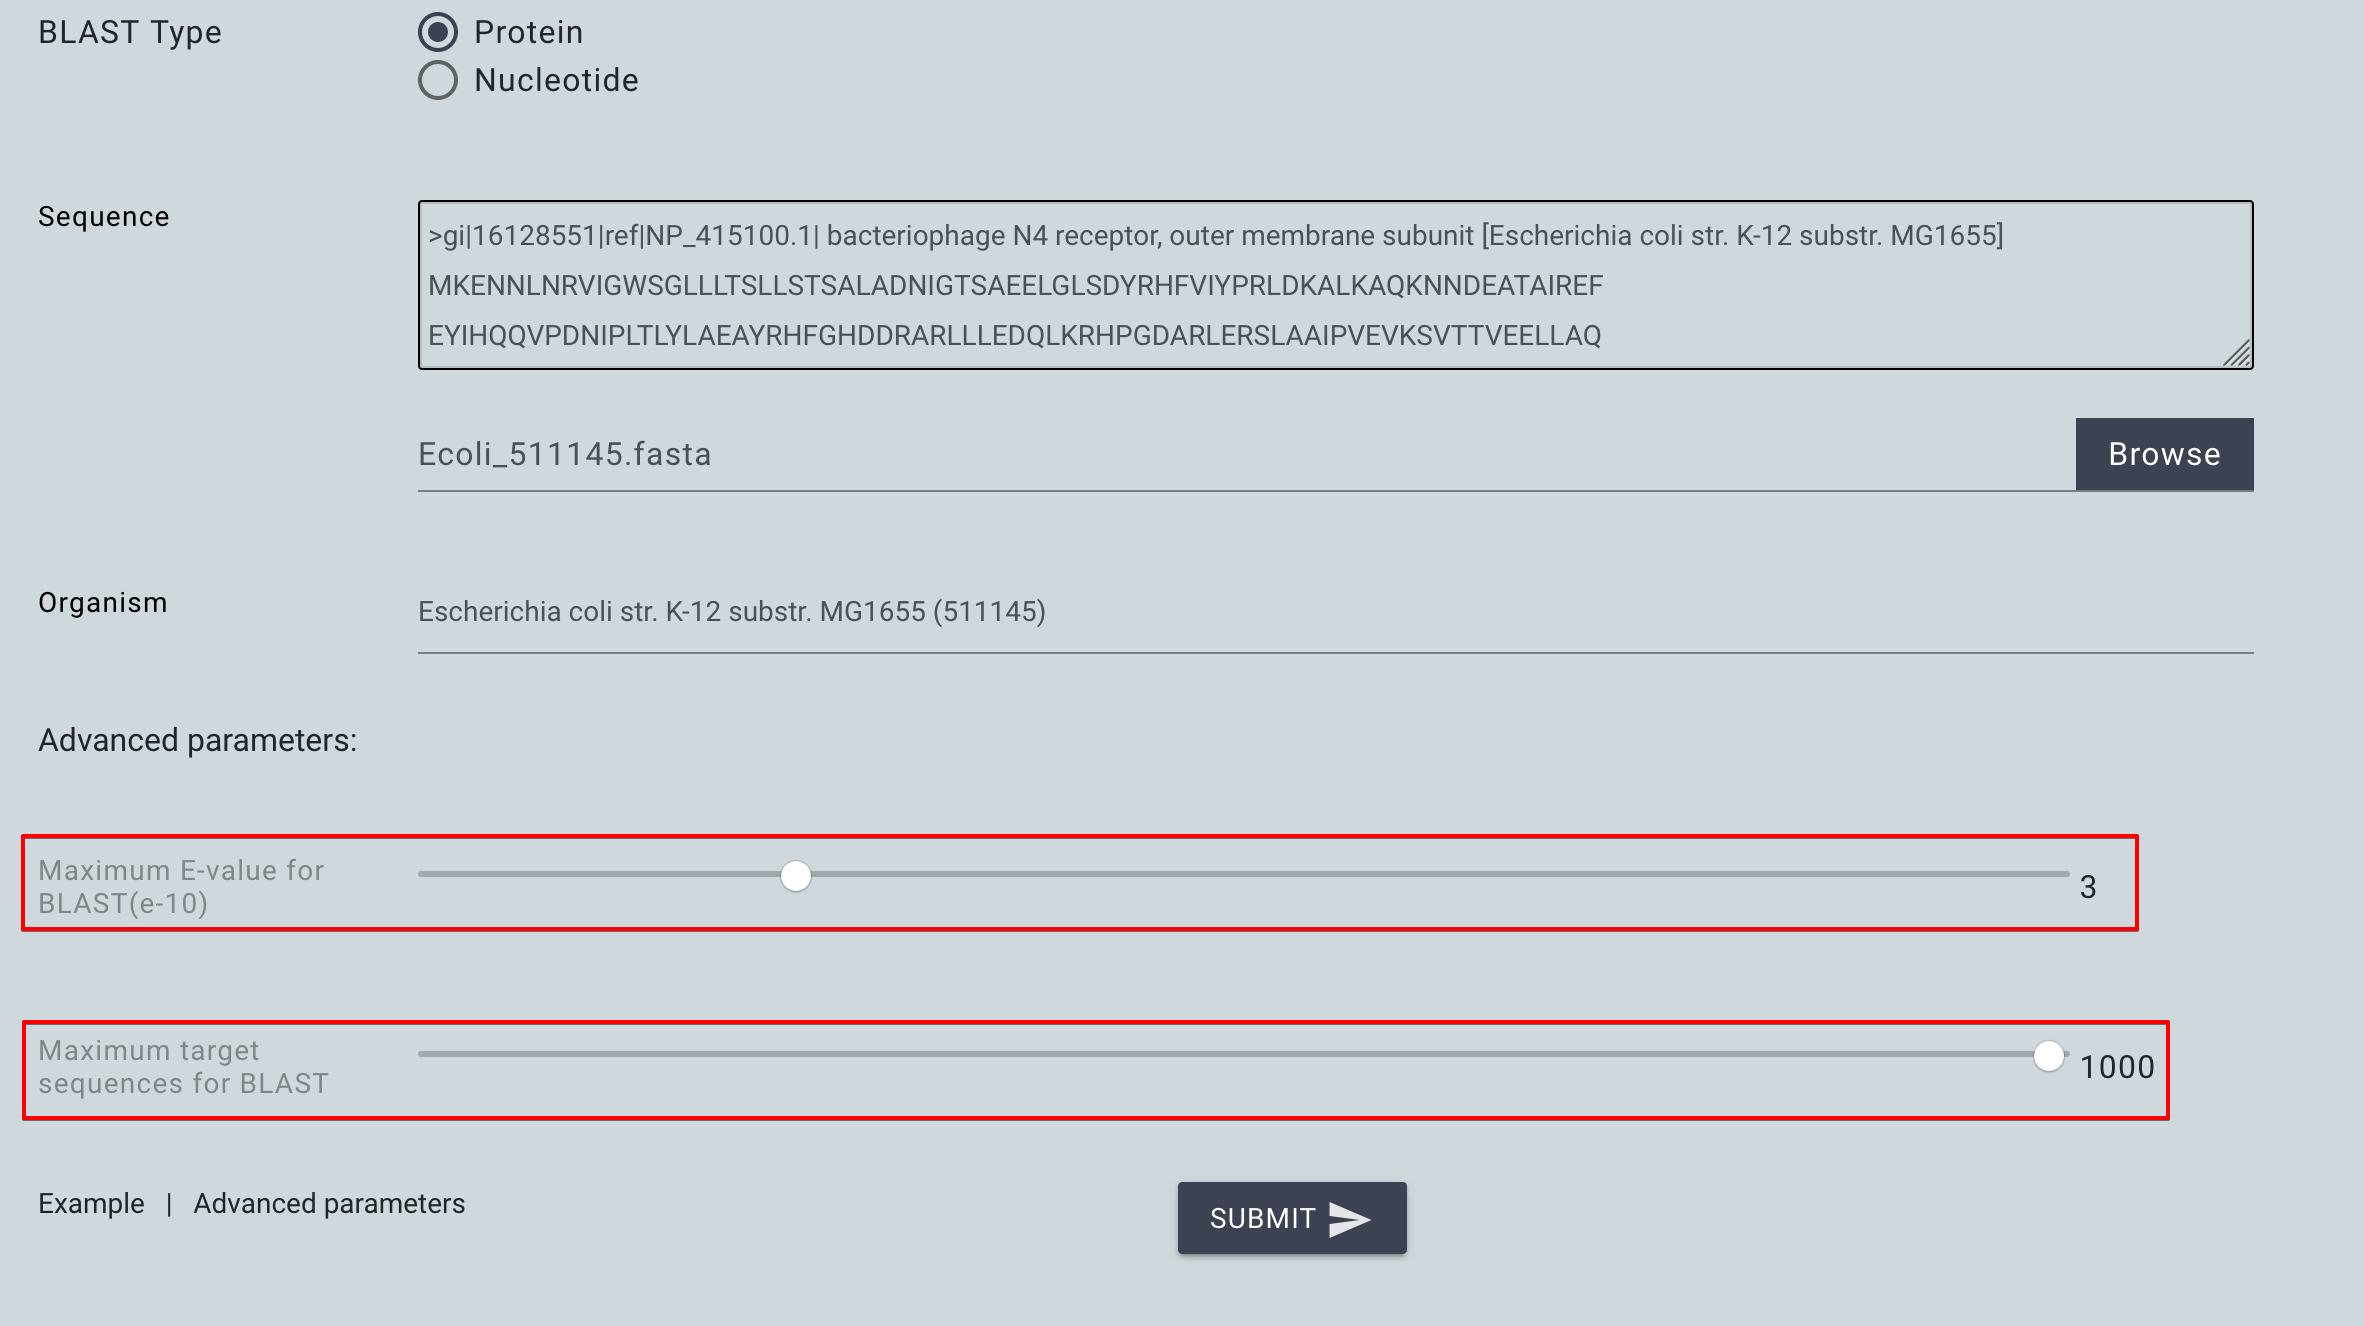 BLAST Type
Protein
Nucleotide
Sequence
>gi|16128551|ref|NP_415100.1| bacteriophage N4 receptor, outer membrane subunit [Escherichia coli str. K-12 substr. MG1655]
MKENNLNRVIGWSGLLLTSLLSTSALADNIGTSAEELGLSDYRHFVIYPRLDKALKAQKNNDEATAIREF
EYIHQQVPDNIPLTLYLAEAYRHFGHDDRARLLLEDQLKRHPGDARLERSLAAIPVEVKSVTTVEELLAQ
Ecoli_511145.fasta
Browse
Organism
Escherichia coli str. K-12 substr. MG1655 (511145)
Advanced parameters:
Maximum E-value for
BLAST(e-10)
3
Maximum target
sequences for BLAST
1000
Example | Advanced parameters
SUBMIT